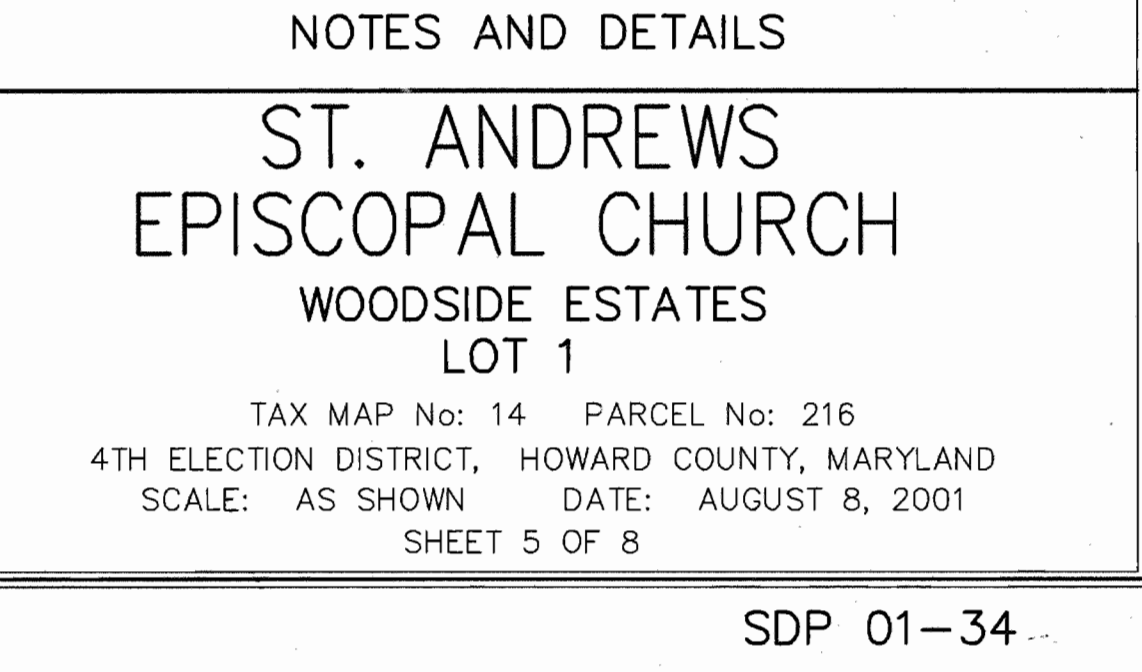 NOTES AND DETAILS
ST. ANDREWS
EPISCOPAL CHURCH
WOODSIDE ESTATES
LOT 1
TAX MAP No: 14 PARCEL No: 216
4TH ELECTION DISTRICT, HOWARD COUNTY, MARYLAND
SCALE: AS SHOWN DATE: AUGUST 8, 2001
SHEET 5 OF 8
SDP 01-34